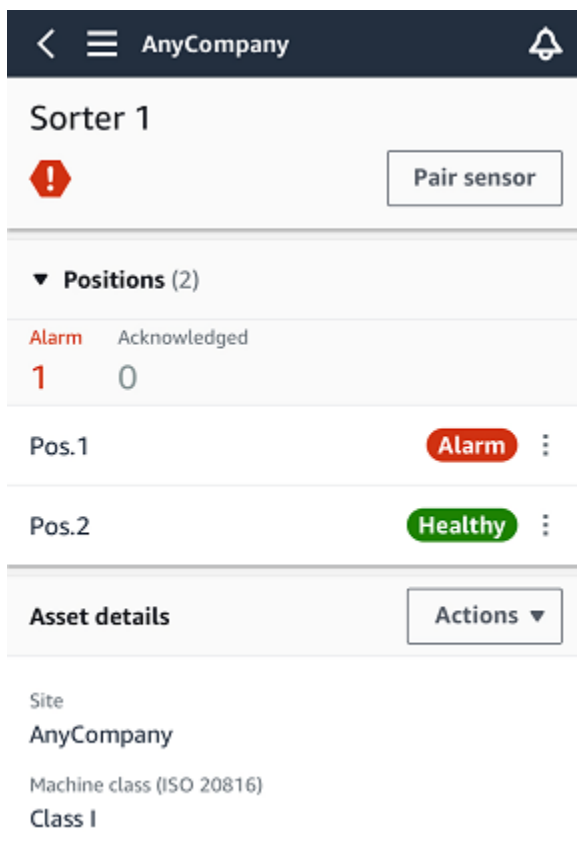 AnyCompany
Sorter 1
Pair sensor
Positions (2)
Alarm Acknowledged
1 0
Pos.1 Alarm
Pos.2 Healthy
Asset details Actions
Site
AnyCompany
Machine class (ISO 20816)
Class I